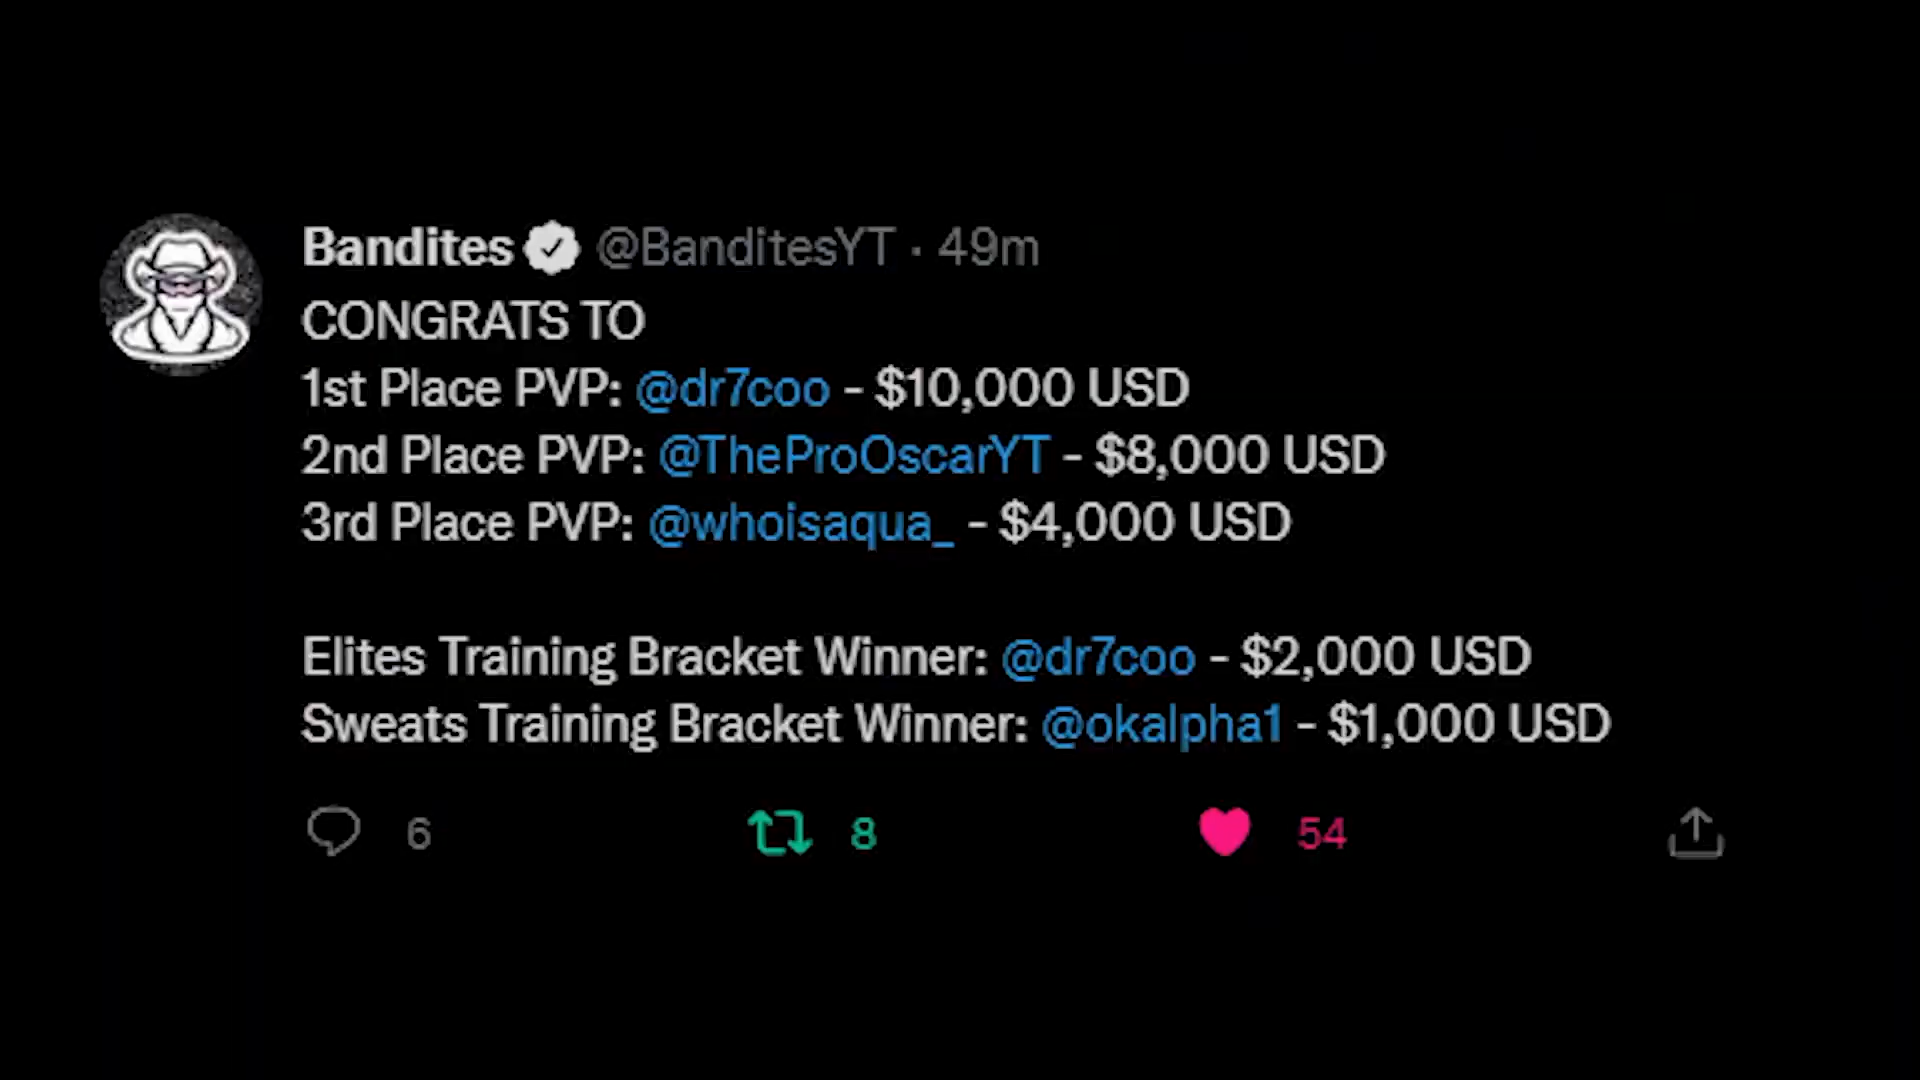 Bandites @BanditesYT · 49m
CONGRATS TO
1st Place PVP: @dr7coo - $10,000 USD
2nd Place PVP: @TheProOscarYT - $8,000 USD
3rd Place PVP: @whoisaqua_ - $4,000 USD
Elites Training Bracket Winner: @dr7coo - $2,000 USD
Sweats Training Bracket Winner: @okalpha1 - $1,000 USD
6 8 54